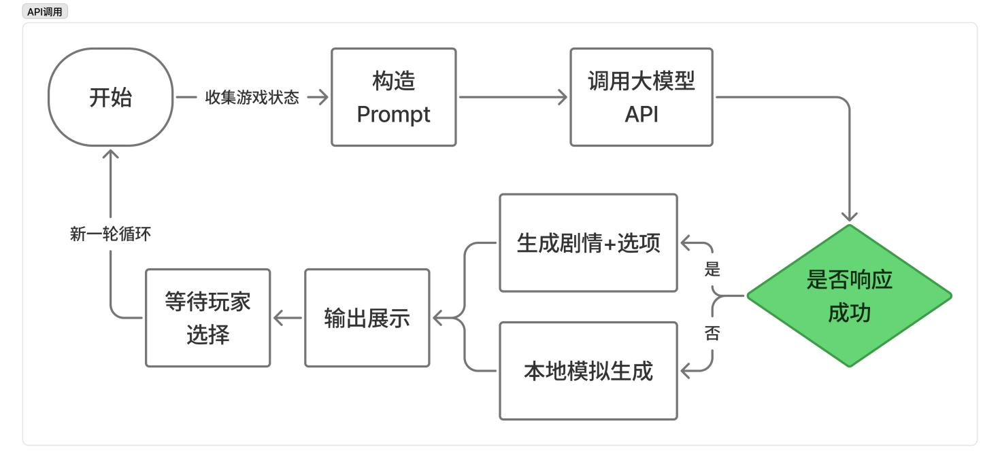 API调用
开始
收集游戏状态
构造
Prompt
调用大模型
API
是否响应
成功
是
生成剧情+选项
否
本地模拟生成
输出展示
等待玩家
选择
新一轮循环